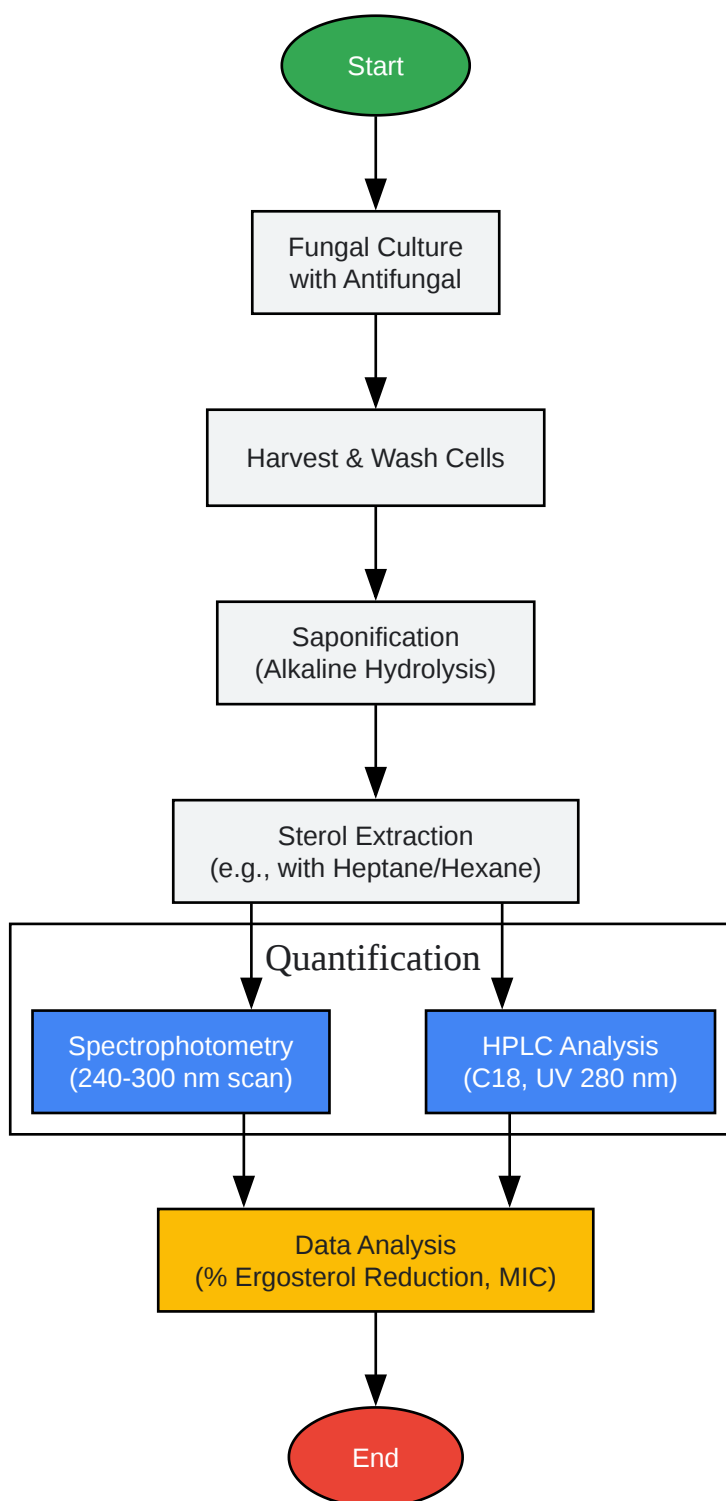 Start
Fungal Culture
with Antifungal
Harvest & Wash Cells
Saponification
(Alkaline Hydrolysis)
Sterol Extraction
(e.g., with Heptane/Hexane)
Quantification
Spectrophotometry
(240-300 nm scan)
HPLC Analysis
(C18, UV 280 nm)
Data Analysis
(% Ergosterol Reduction, MIC)
End